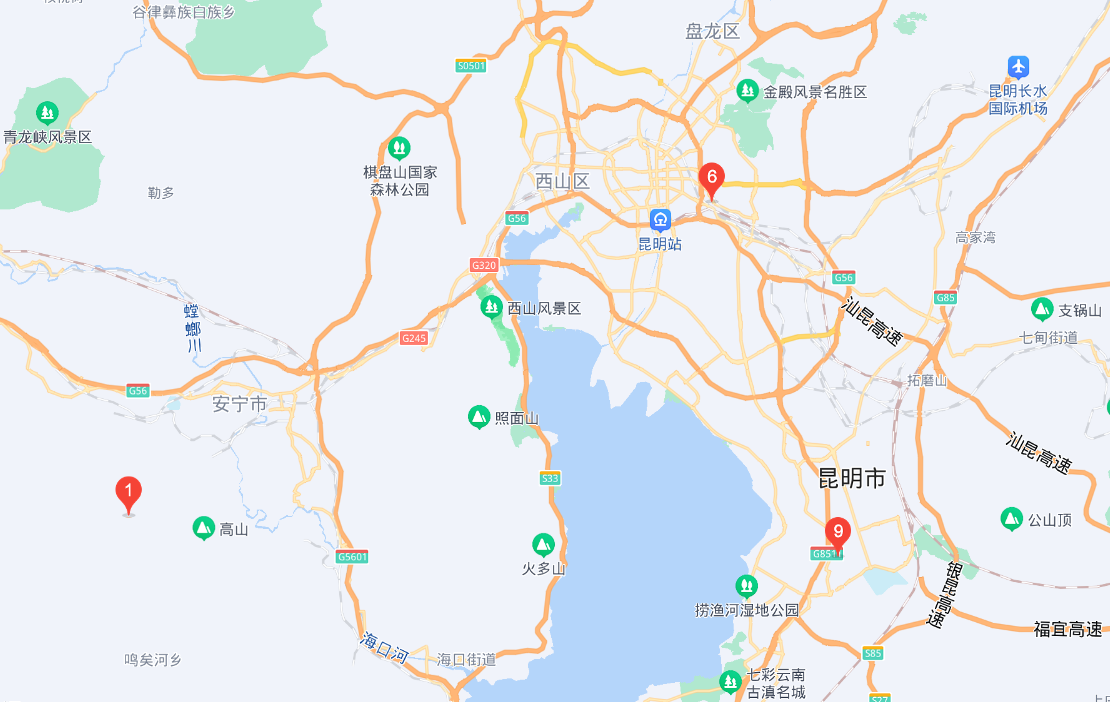 谷律彝族白族乡
盘龙区
S0501
昆明长水
国际机场
金殿风景名胜区
青龙峡风景区
棋盘山国家
森林公园
6
西山区
勒多
G56
昆明站
高家湾
G320
G56
G85
螳螂川
西山风景区
汕昆高速
支锅山
七甸街道
G245
拓磨山
G56
安宁市
照面山
汕昆高速
S33
昆明市
1
高山
公山顶
9
G8511
G5601
火多山
银昆高速
捞渔河湿地公园
福宜高速
海口河
海口街道
鸣矣河乡
S85
七彩云南
古滇名城